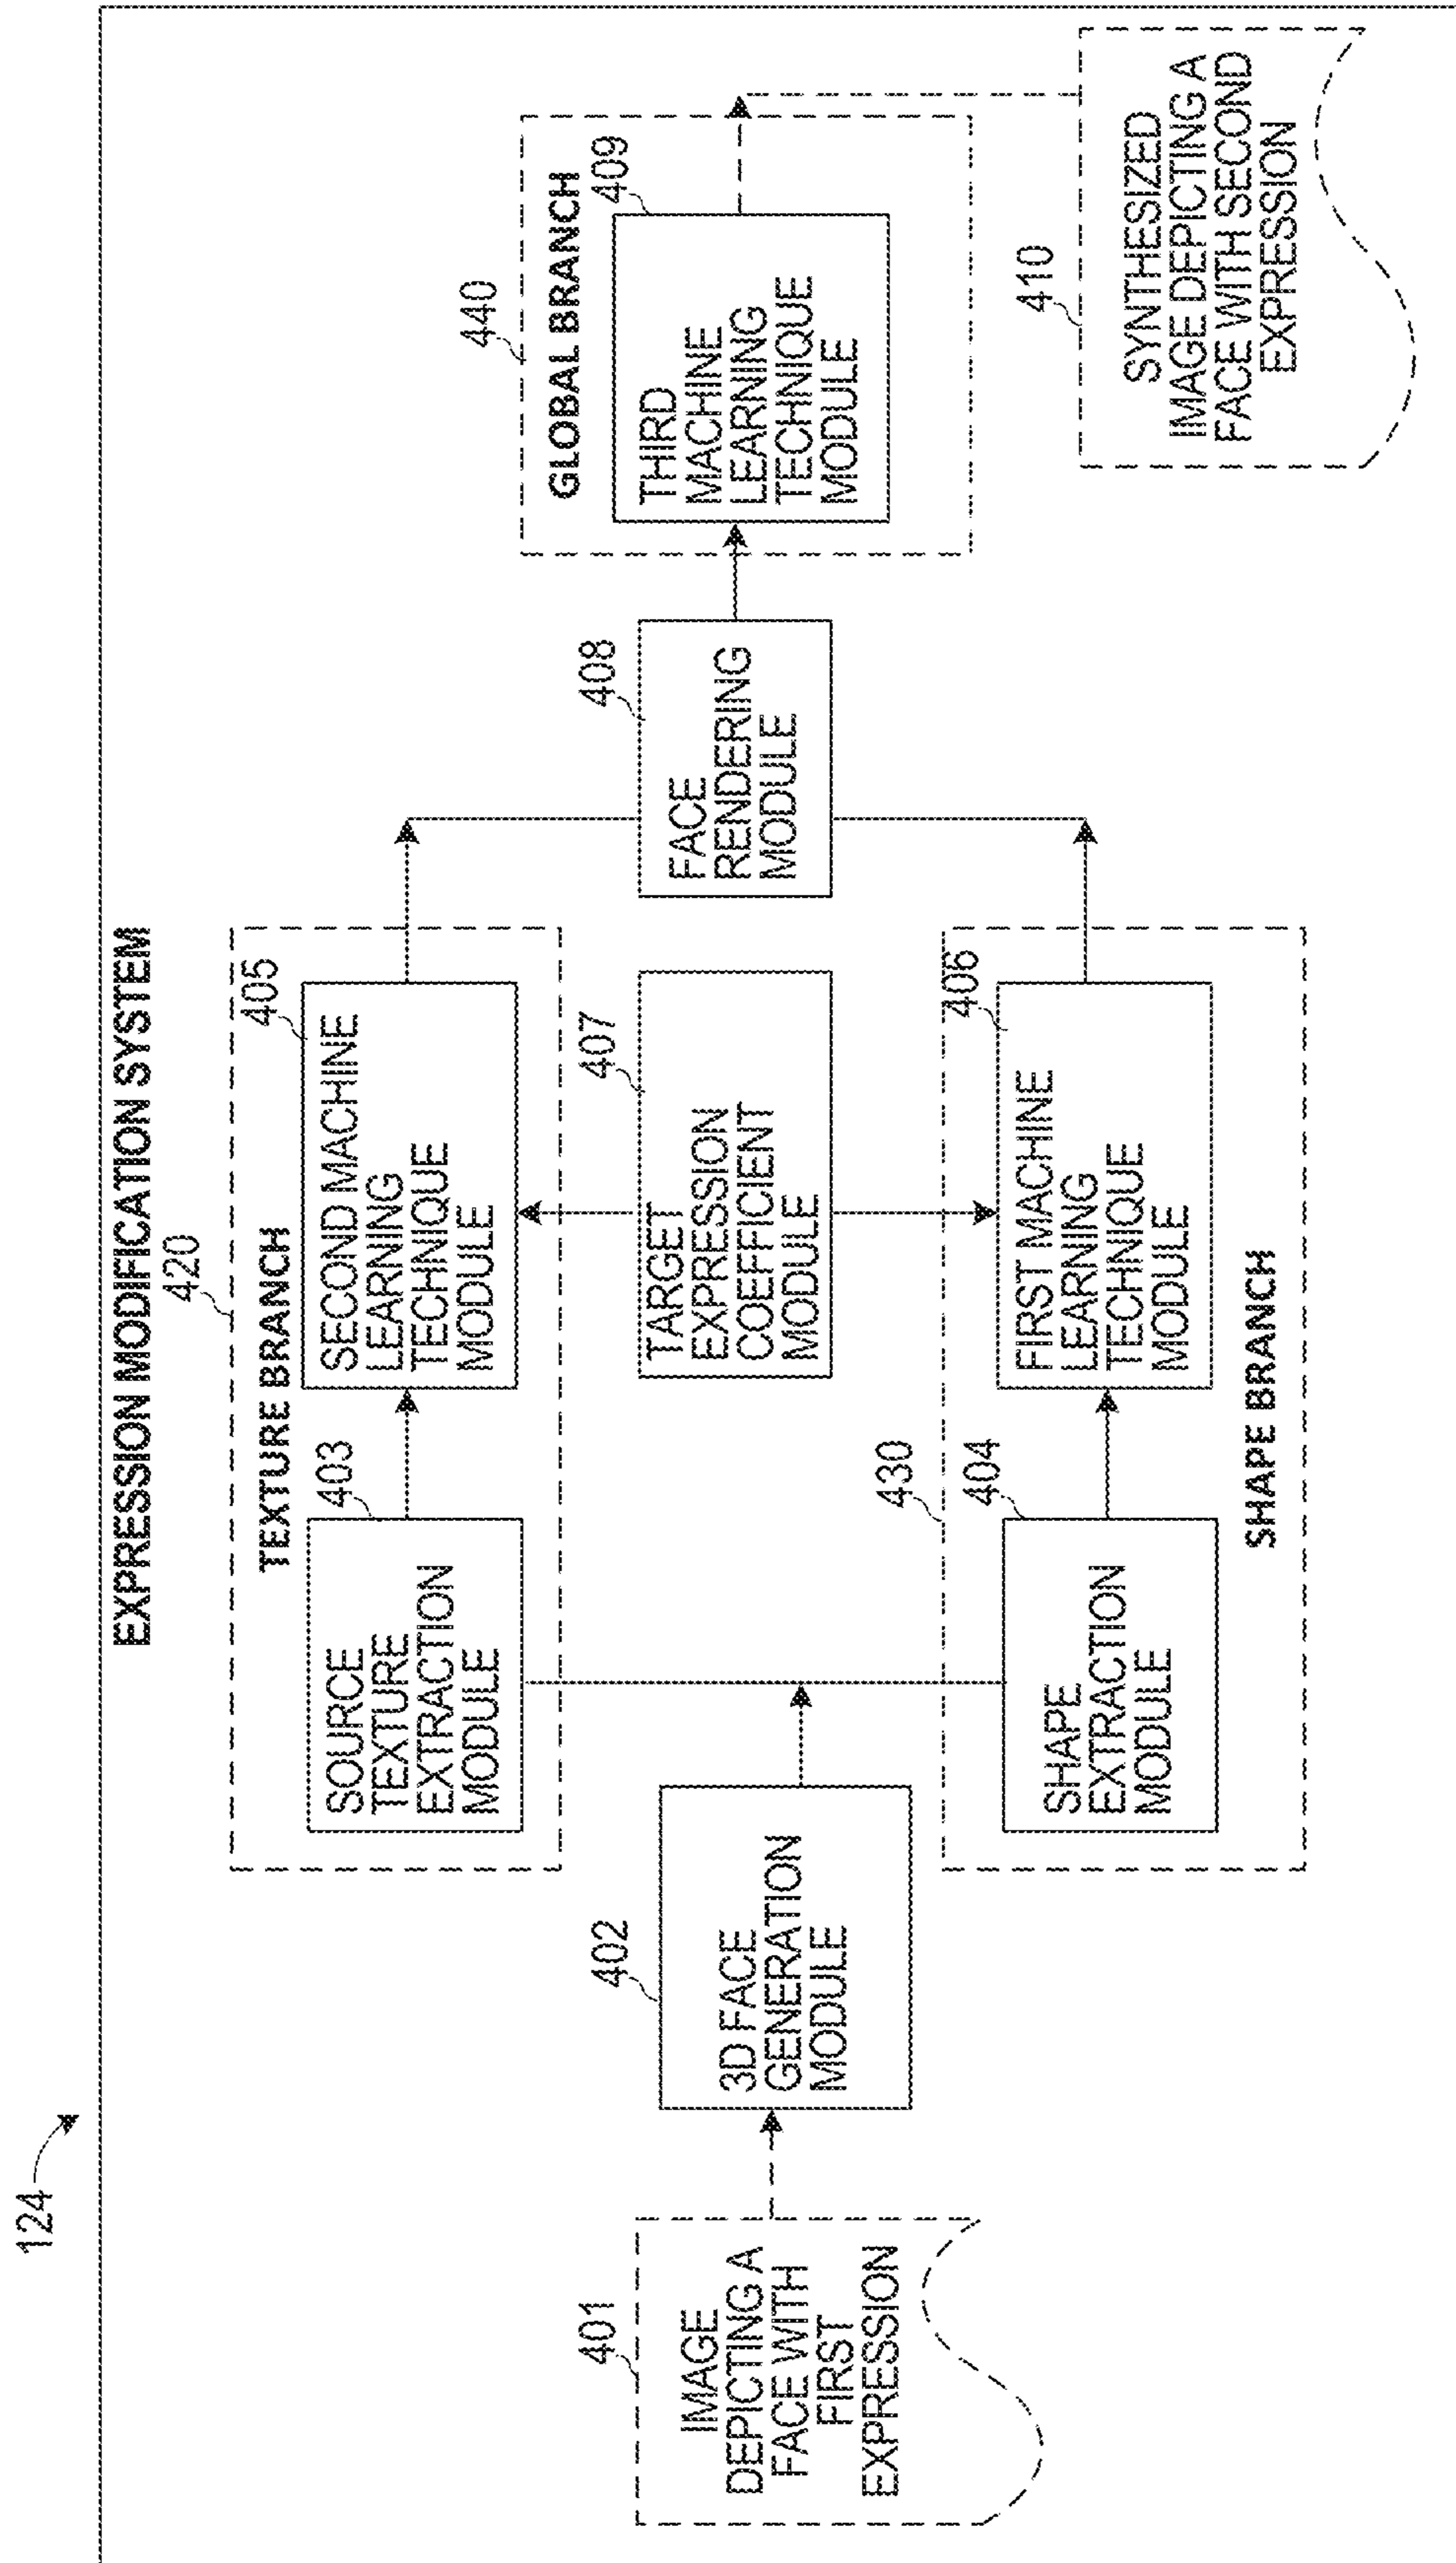 124
EXPRESSION MODIFICATION SYSTEM
401
IMAGE
DEPICTING A
FACE WITH
FIRST
EXPRESSION
402
3D FACE
GENERATION
MODULE
420
TEXTURE BRANCH
403
SOURCE
TEXTURE
EXTRACTION
MODULE
405
SECOND MACHINE
LEARNING
TECHNIQUE
MODULE
407
TARGET
EXPRESSION
COEFFICIENT
MODULE
430
404
SHAPE
EXTRACTION
MODULE
406
FIRST MACHINE
LEARNING
TECHNIQUE
MODULE
SHAPE BRANCH
408
FACE
RENDERING
MODULE
440
GLOBAL BRANCH
409
THIRD
MACHINE
LEARNING
TECHNIQUE
MODULE
410
SYNTHESIZED
IMAGE DEPICTING A
FACE WITH SECOND
EXPRESSION